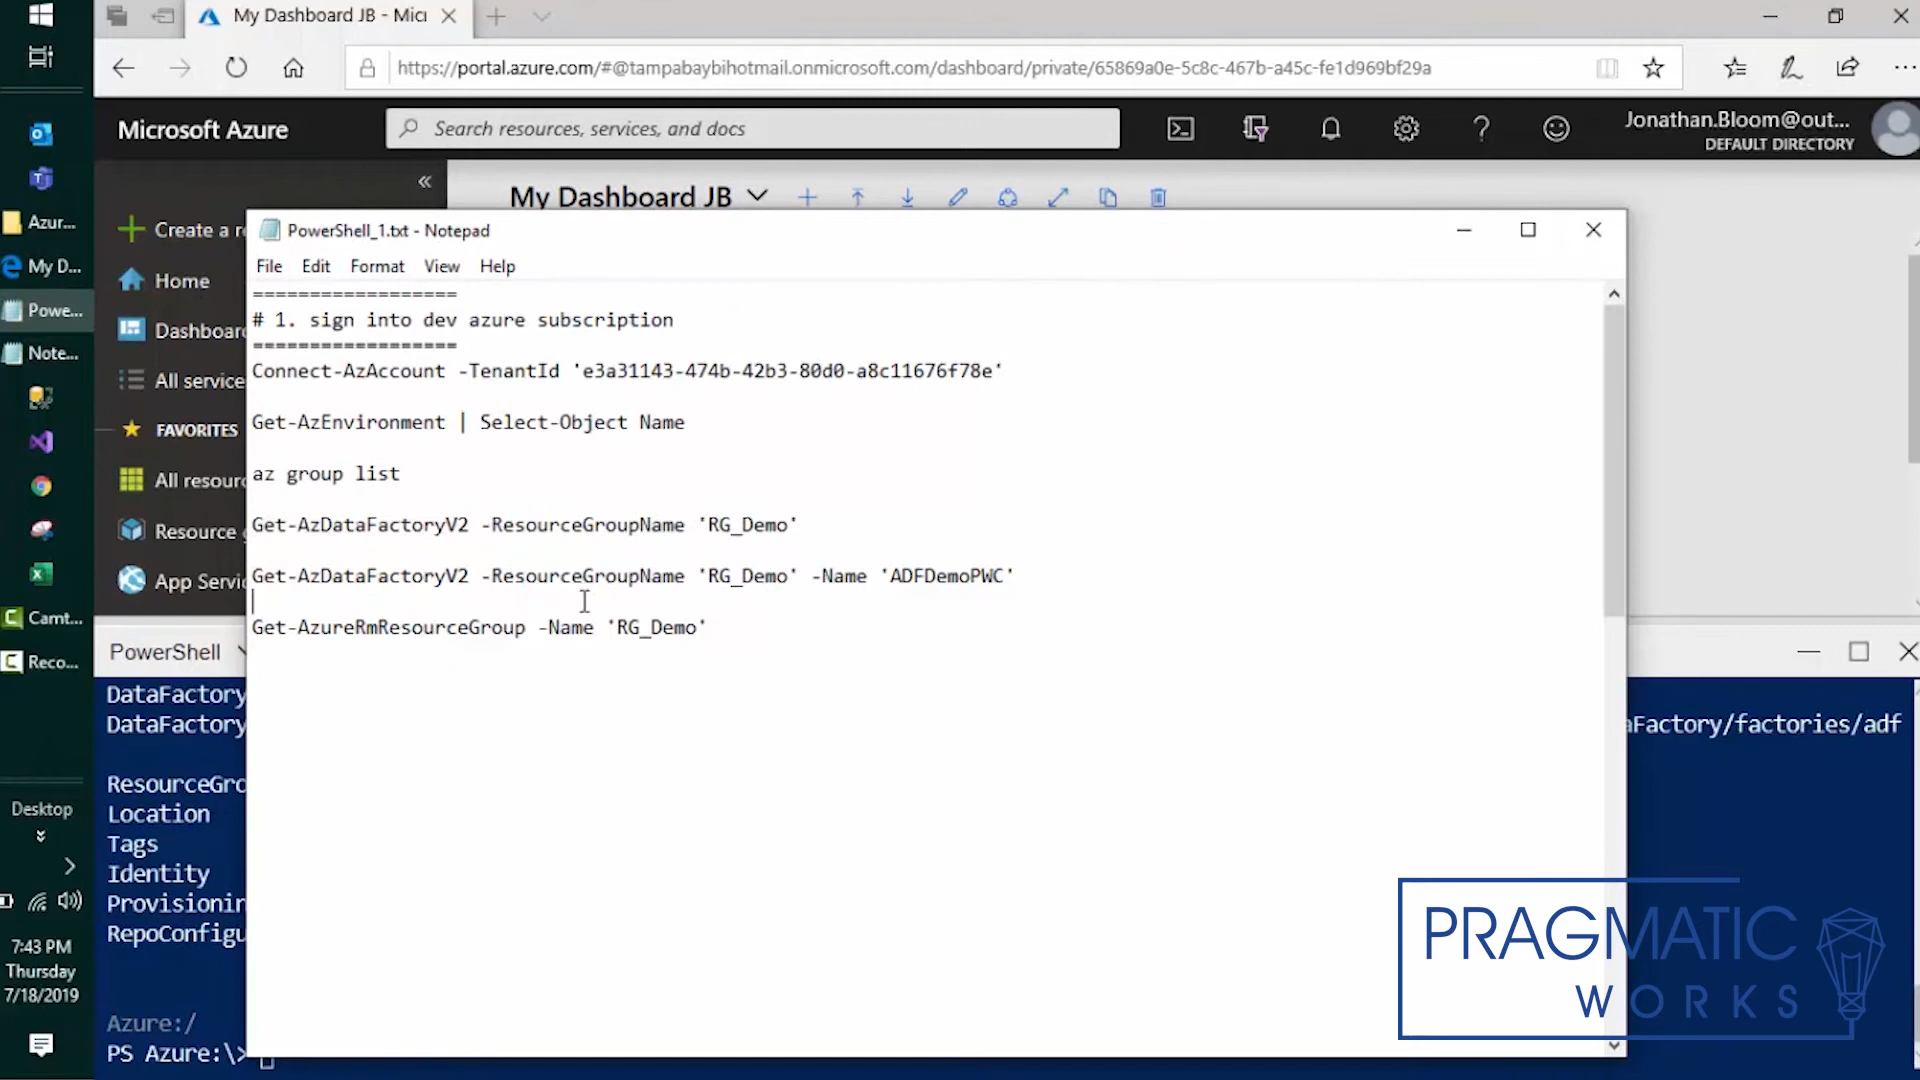 My Dashboard JB - Micr
https://portal.azure.com/#@tampabaybihotmail.onmicrosoft.com/dashboard/private/65869a0e-5c8c-467b-a45c-fe1d969bf29a
Microsoft Azure
Search resources, services, and docs
Jonathan.Bloom@out...
DEFAULT DIRECTORY
My Dashboard JB
Create a re
Home
Dashboard
All service
FAVORITES
All resour
Resource g
App Servi
Azur...
My D...
Powe...
Note...
Camt...
Reco...
PowerShell_1.txt - Notepad
File Edit Format View Help
==================
# 1. sign into dev azure subscription
==================
Connect-AzAccount -TenantId 'e3a31143-474b-42b3-80d0-a8c11676f78e'
Get-AzEnvironment | Select-Object Name
az group list
Get-AzDataFactoryV2 -ResourceGroupName 'RG_Demo'
Get-AzDataFactoryV2 -ResourceGroupName 'RG_Demo' -Name 'ADFDemoPWC'
Get-AzureRmResourceGroup -Name 'RG_Demo'
PowerShell
DataFactory
DataFactory
aFactory/factories/adf
ResourceGro
Location
Tags
Identity
Provisionin
RepoConfigu
Azure:/
PS Azure:\>
Desktop
7:43 PM
Thursday
7/18/2019
PRAGMATIC
WORKS